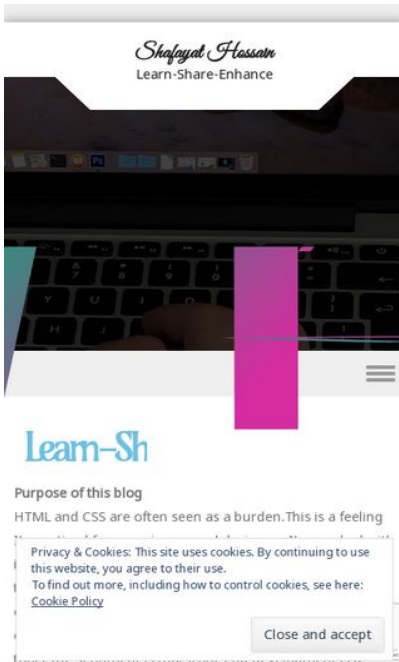 Shafayat Hossain
Learn-Share-Enhance
Learn-Sh
Purpose of this blog
HTML and CSS are often seen as a burden.This is a feeling
Privacy & Cookies: This site uses cookies. By continuing to use
this website, you agree to their use.
To find out more, including how to control cookies, see here:
Cookie Policy
Close and accept